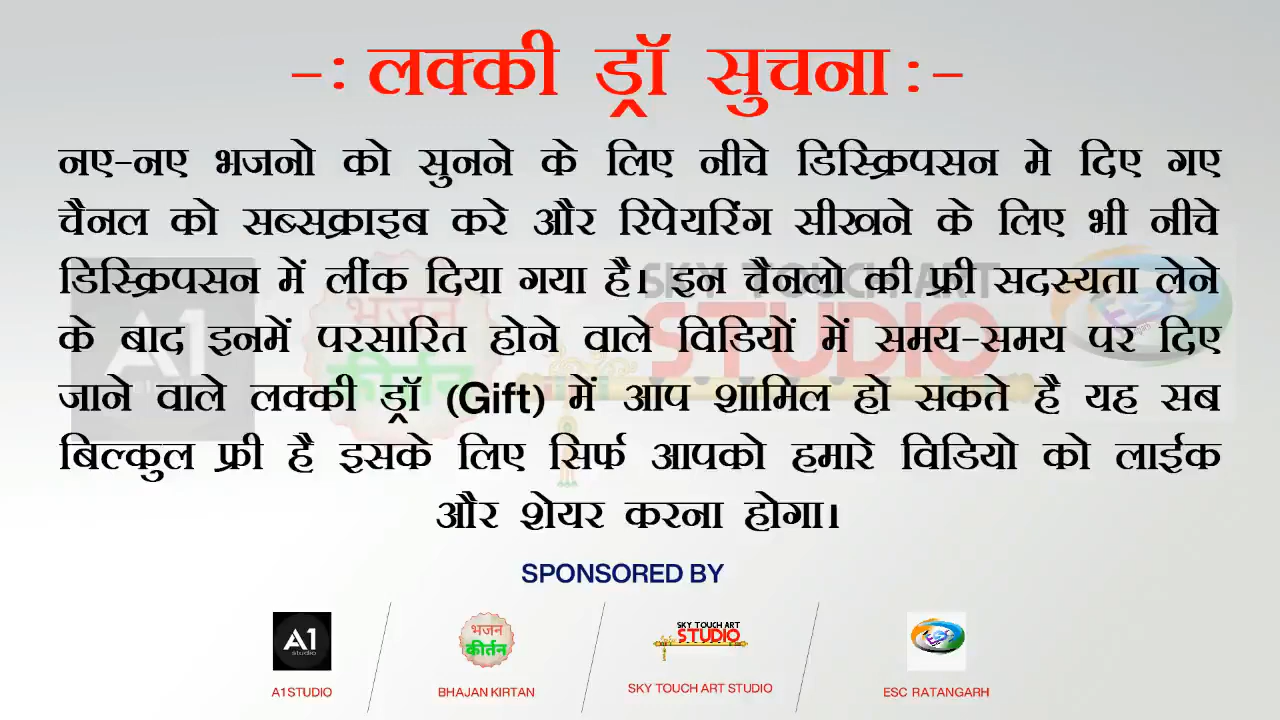 -: लक्की ड्रॉ सुचना :-
नए-नए भजनो को सुनने के लिए नीचे डिस्क्रिपसन मे दिए गए
चैनल को सब्सक्राइब करे और रिपेयरिंग सीखने के लिए भी नीचे
डिस्क्रिपसन में लींक दिया गया है। इन चैनलो की फ्री सदस्यता लेने
के बाद इनमें परसारित होने वाले विडियों में समय-समय पर दिए
जाने वाले लक्की ड्रॉ (Gift) में आप शामिल हो सकते है यह सब
बिल्कुल फ्री है इसके लिए सिर्फ आपको हमारे विडियो को लाईक
और शेयर करना होगा।
SPONSORED BY
A1
studio
भजन
कीर्तन
SKY TOUCH ART
STUDIO
ESC
A1STUDIO
BHAJAN KIRTAN
SKY TOUCH ART STUDIO
ESC RATANGARH